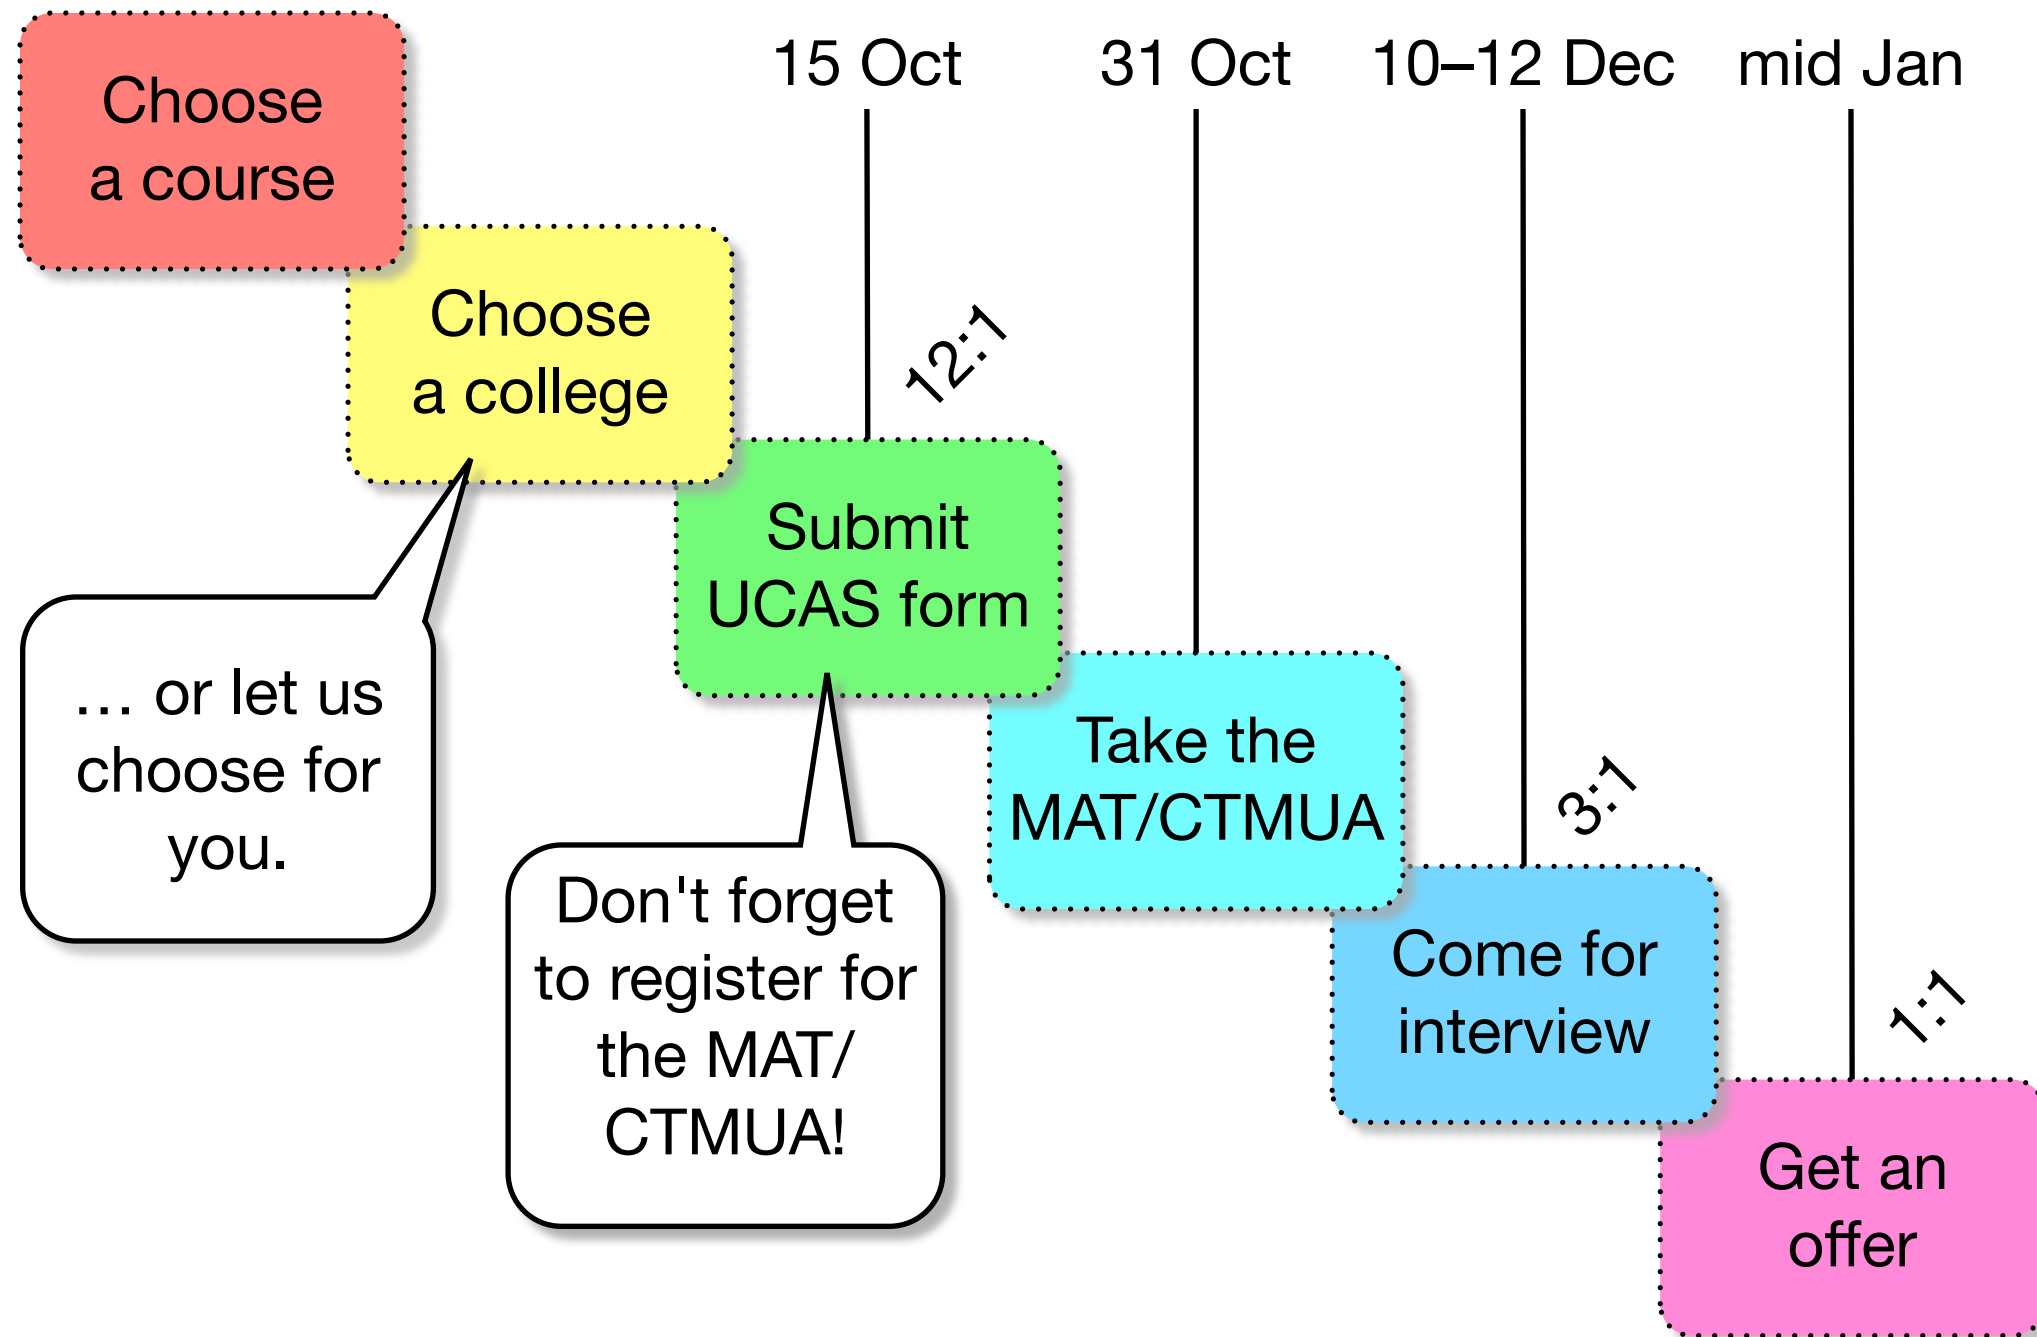 Choose
a course
15 Oct
31 Oct
10–12 Dec
mid Jan
Choose
a college
12:1
Submit
UCAS form
… or let us
choose for
you.
Take the
MAT/CTMUA
3:1
Don't forget
to register for
the MAT/
CTMUA!
Come for
interview
1:1
Get an
offer